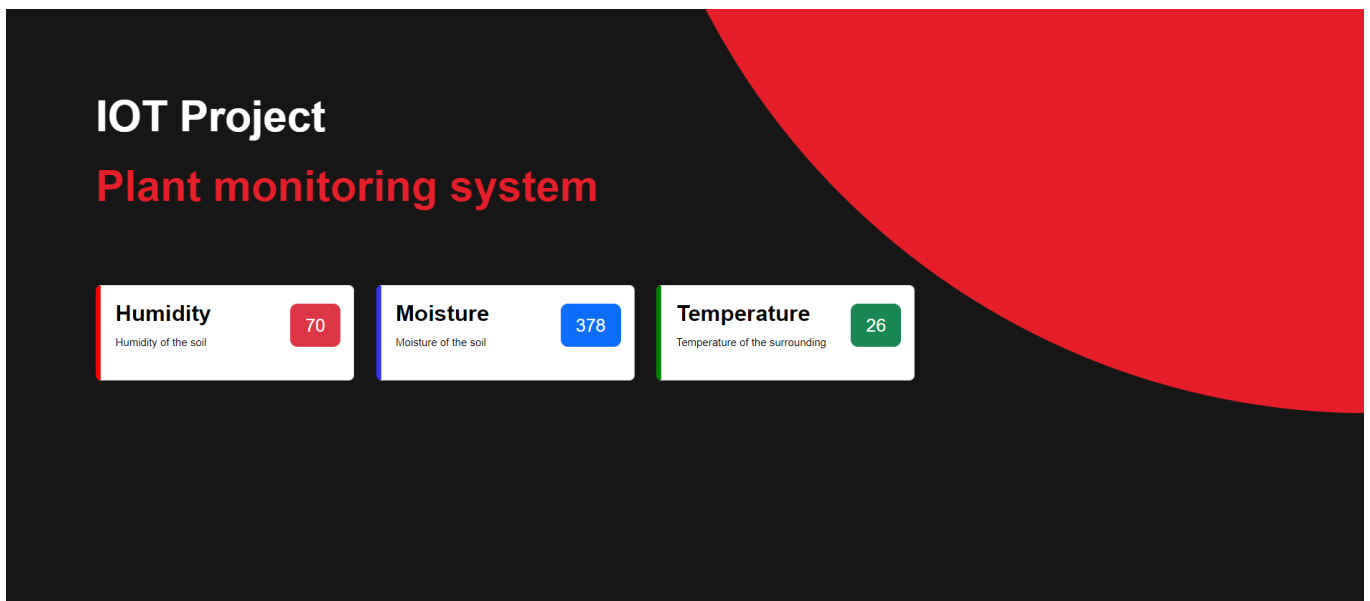 IOT Project
Plant monitoring system
Humidity
70
Humidity of the soil
Moisture
378
Moisture of the soil
Temperature
26
Temperature of the surrounding